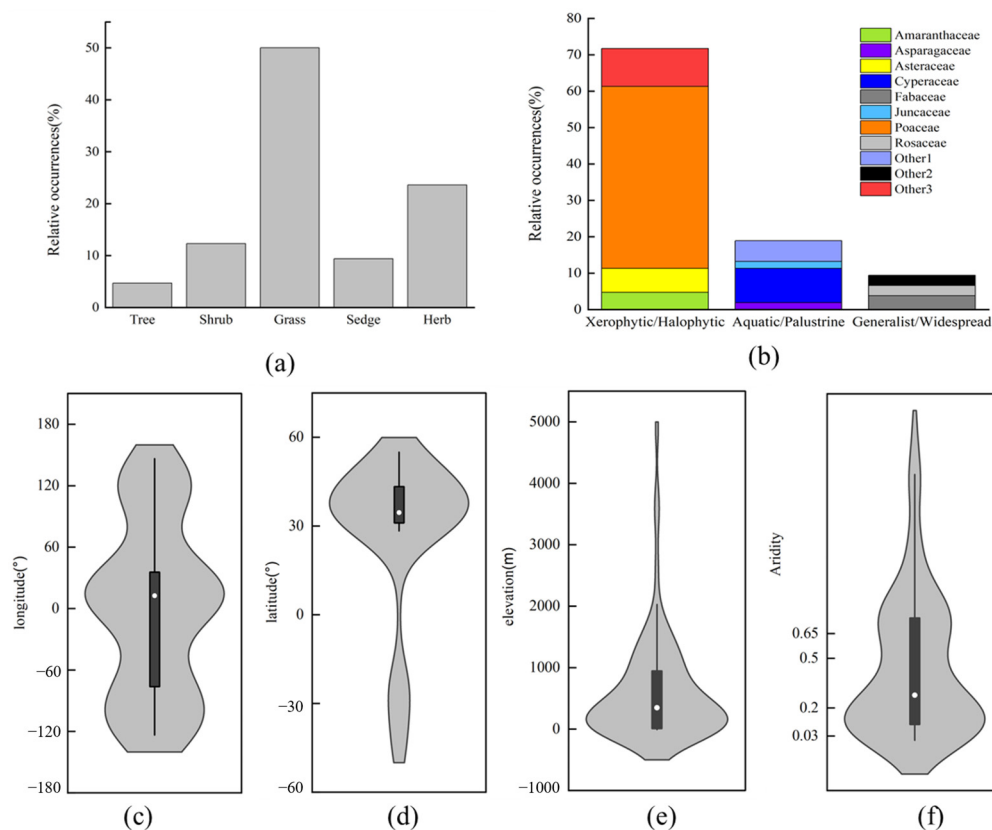 Relative occurrences(%)
50
40
30
20
10
0
Tree Shrub Grass Sedge Herb
(a)
Relative occurrences(%)
80
70
60
50
40
30
20
10
0
Xerophytic/Halophytic Aquatic/Palustrine Generalist/Widespread
Amaranthaceae
Asparagaceae
Asteraceae
Cyperaceae
Fabaceae
Juncaceae
Poaceae
Rosaceae
Other1
Other2
Other3
(b)
longitude(°)
180
120
60
0
−60
−120
−180
(c)
latitude(°)
60
30
0
−30
−60
(d)
elevation(m)
5000
4000
3000
2000
1000
0
−1000
(e)
Aridity
0.65
0.5
0.2
0.03
(f)